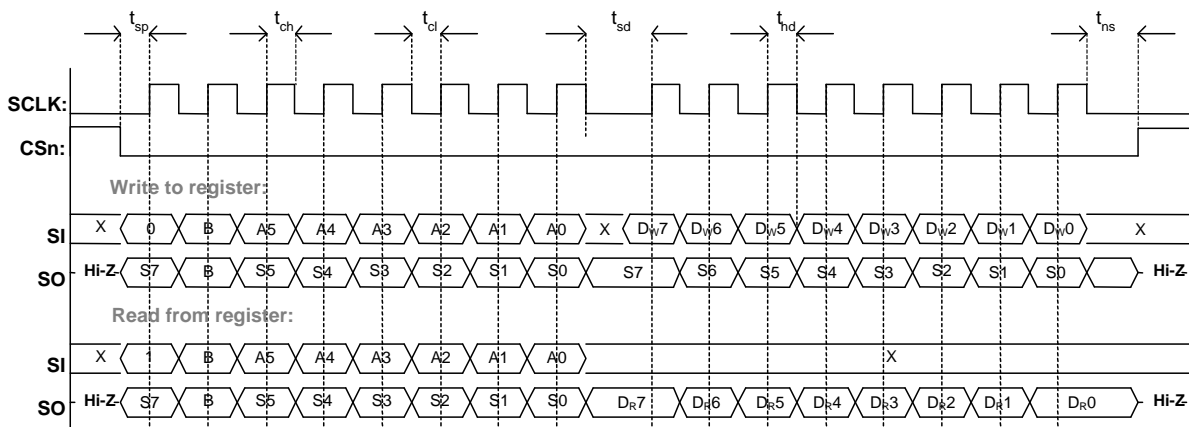 tsp tch tcl tsd thd tns
SCLK:
CSn:
Write to register:
SI X 0 B A5 A4 A3 A2 A1 A0 X DW7 DW6 DW5 DW4 DW3 DW2 DW1 DW0 X
SO Hi-Z S7 B S5 S4 S3 S2 S1 S0 S7 S6 S5 S4 S3 S2 S1 S0 Hi-Z
Read from register:
SI X 1 B A5 A4 A3 A2 A1 A0 X
SO Hi-Z S7 B S5 S4 S3 S2 S1 S0 DR7 DR6 DR5 DR4 DR3 DR2 DR1 DR0 Hi-Z